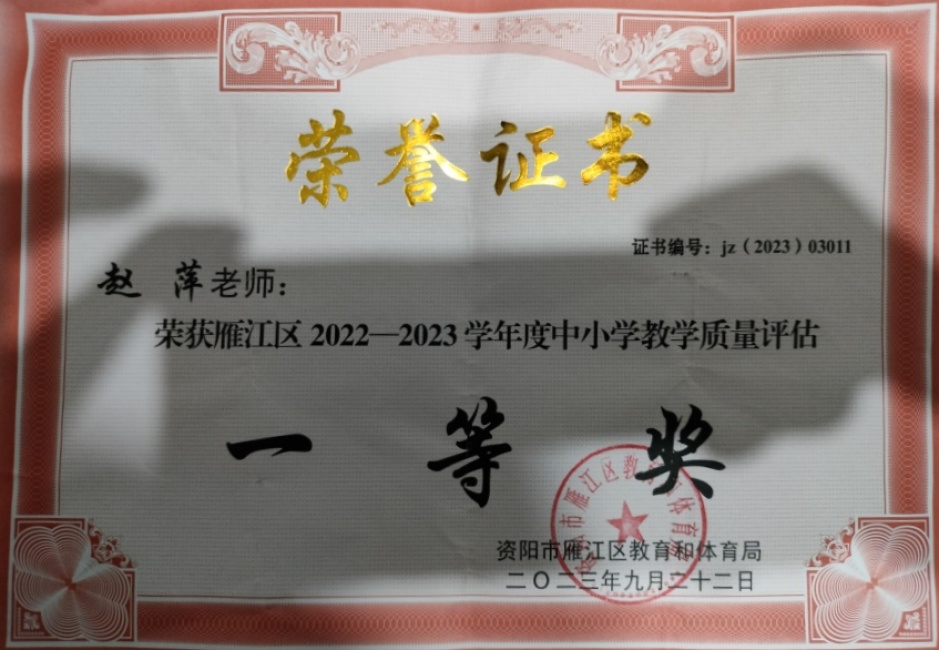 荣誉证书
证书编号：jz（2023）03011
赵 萍老师：
荣获雁江区 2022—2023 学年度中小学教学质量评估
一等奖
资阳市雁江区教育和体育局
二〇二三年九月二十二日